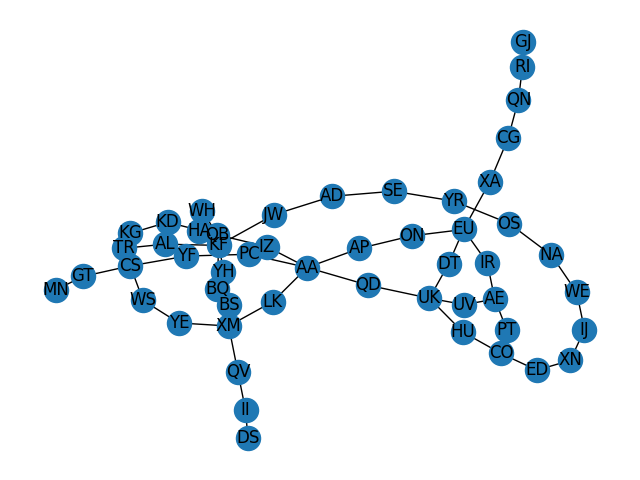 GJ
RI
QN
CG
XA
SE
AD
YR
WH
JW
OS
KD
EU
HA
KG
OB
ON
AL
KF
TR
IZ
AP
PC
NA
YF
CS
AA
DT
IR
YH
GT
QD
BQ
MN
WE
UK
AE
WS
LK
BS
UV
YE
XM
HU
PT
IJ
CO
XN
ED
QV
II
DS